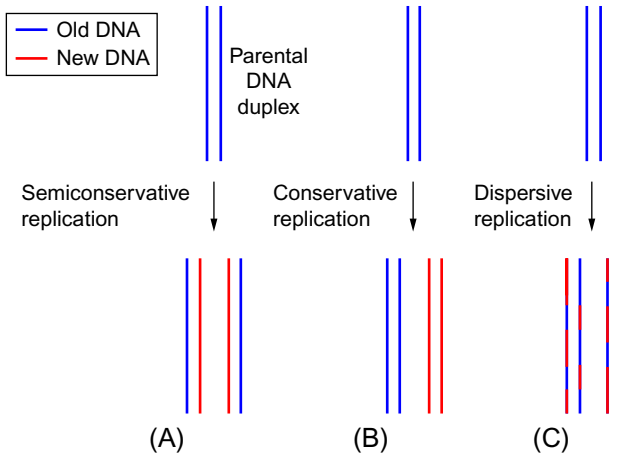 Old DNA
New DNA
Parental
DNA
duplex
Semiconservative
replication
Conservative
replication
Dispersive
replication
(A)
(B)
(C)